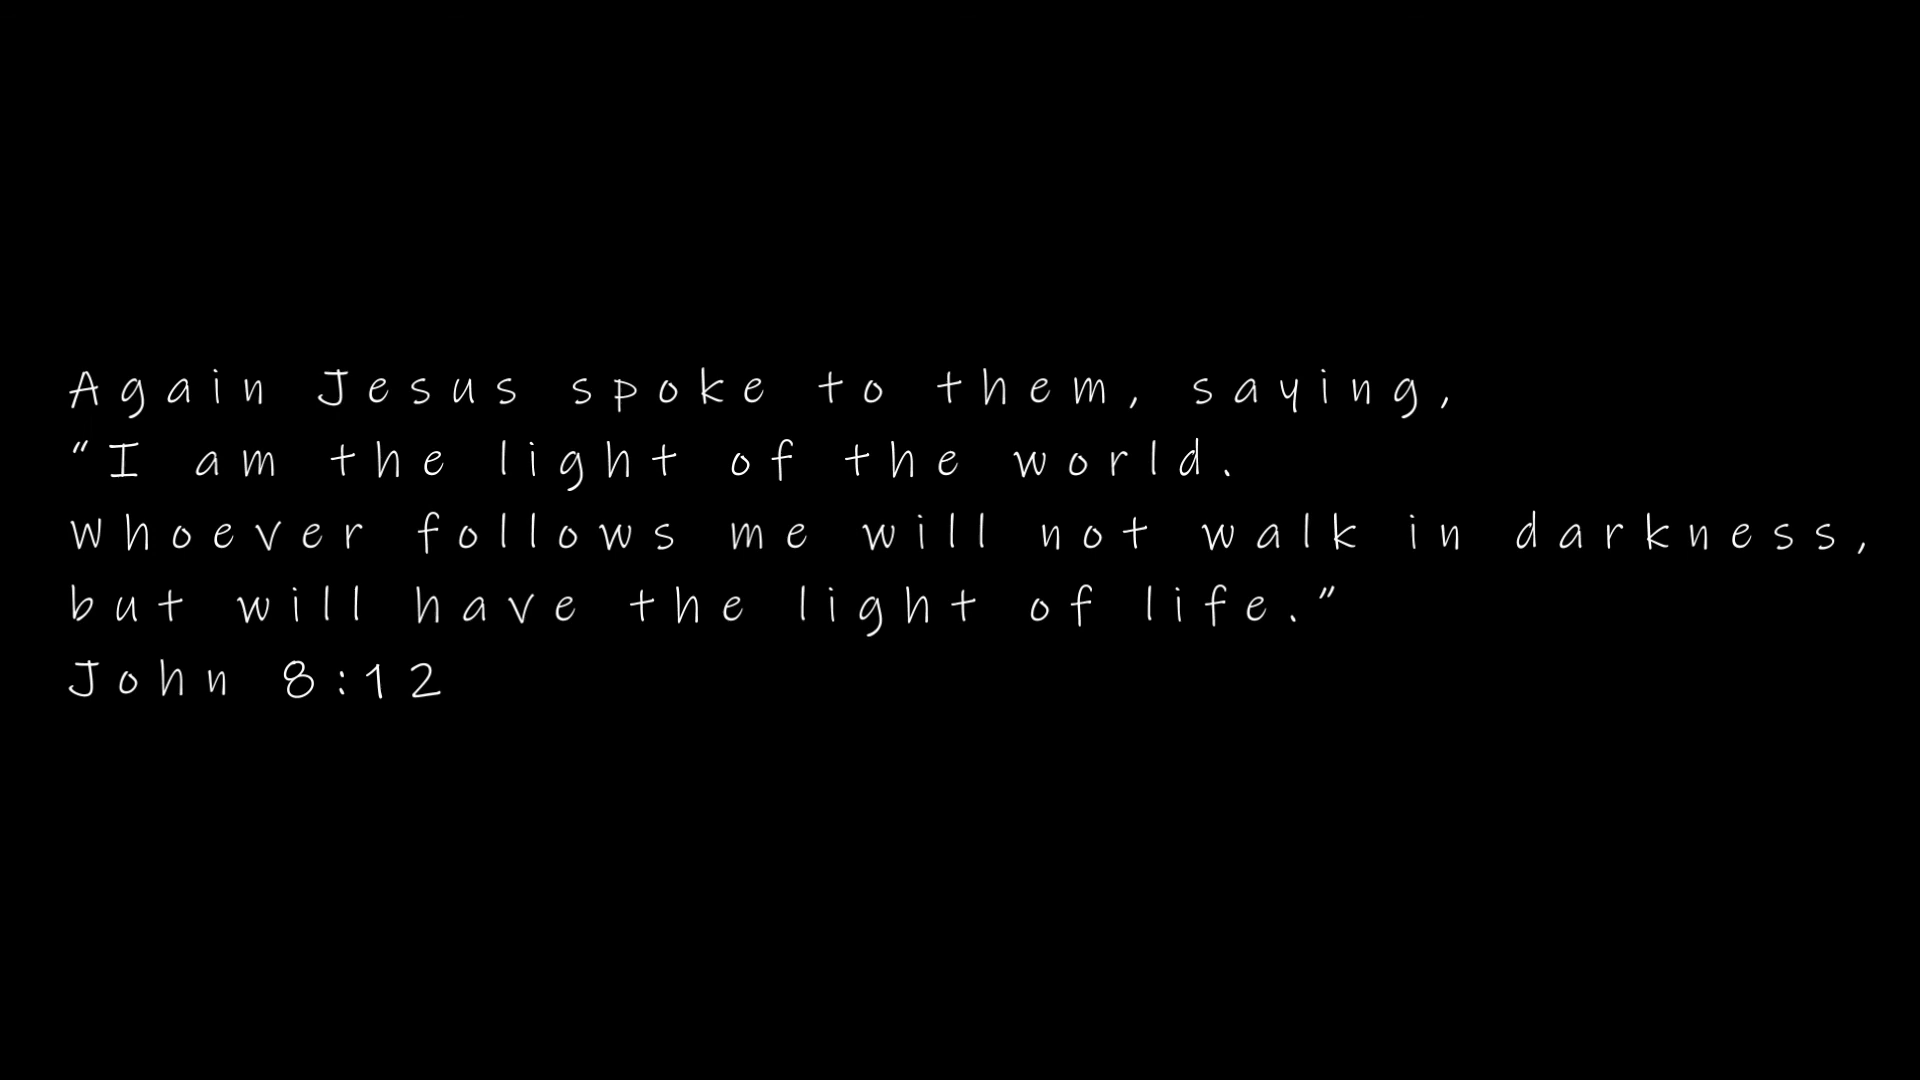 Again Jesus spoke to them, saying,
“I am the light of the world.
Whoever follows me will not walk in darkness,
but will have the light of life.”
John 8:12